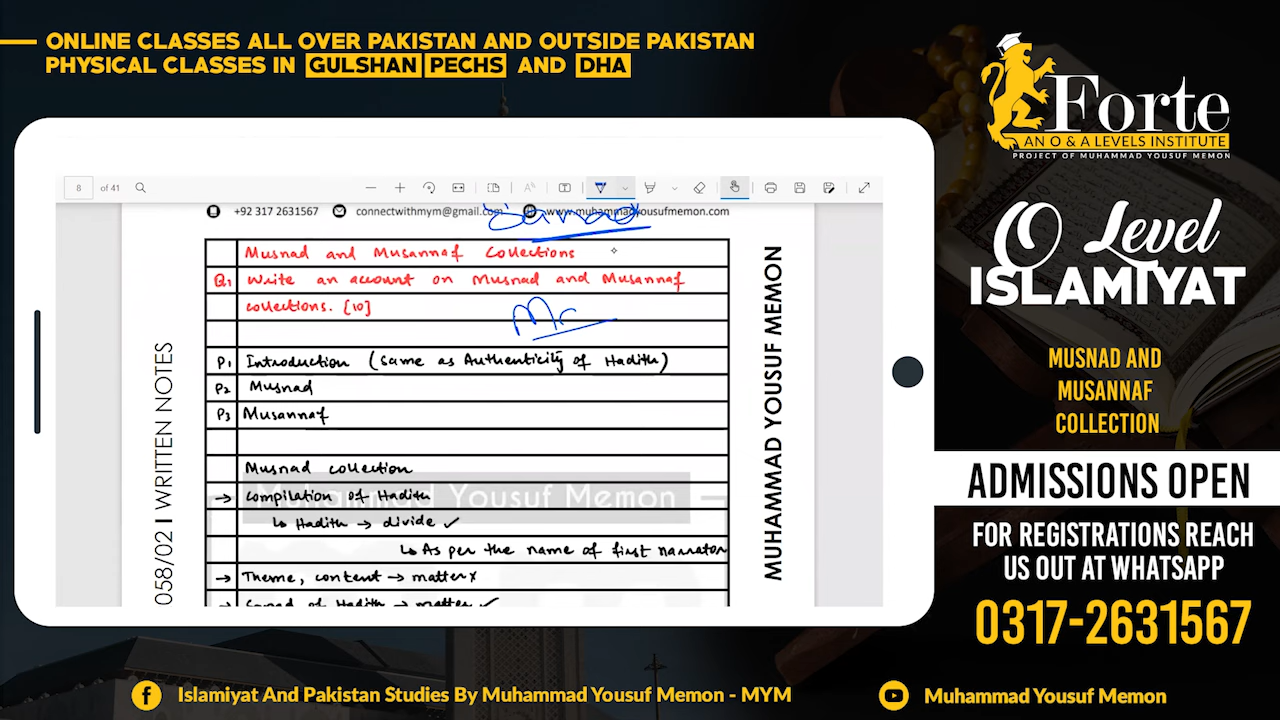 ONLINE CLASSES ALL OVER PAKISTAN AND OUTSIDE PAKISTAN
PHYSICAL CLASSES IN GULSHAN PECHS AND DHA
Forte
AN O & A LEVELS INSTITUTE
PROJECT OF MUHAMMAD YOUSUF MEMON
8 of 41
+92 317 2631567 connectwithmym@gmail.com www.muhammadyousufmemon.com
Sanad
Musnad and Musannaf Collections
Q1 Write an account on Musnad and Musannaf
collections. [10]
P1 Introduction (same as Authenticity of Hadith)
P2 Musnad
P3 Musannaf
Musnad collection
Muhammad Yousuf Memon
→ Compilation of Hadith
↳ Hadith → divide ✓
↳ As per the name of first narrator
→ Theme, content → matter x
→ Sanad of Hadith → matter ✓
058/02 I WRITTEN NOTES
MUHAMMAD YOUSUF MEMON
O Level
ISLAMIYAT
MUSNAD AND
MUSANNAF
COLLECTION
ADMISSIONS OPEN
FOR REGISTRATIONS REACH
US OUT AT WHATSAPP
0317-2631567
Islamiyat And Pakistan Studies By Muhammad Yousuf Memon - MYM
Muhammad Yousuf Memon